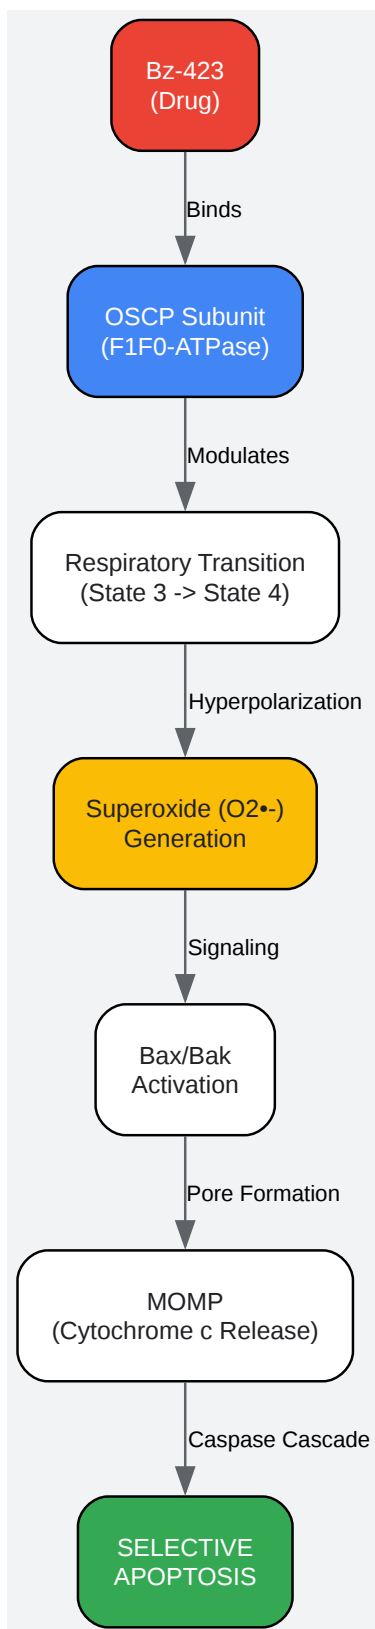 Bz-423
(Drug)
Binds
OSCP Subunit
(F1F0-ATPase)
Modulates
Respiratory Transition
(State 3 -> State 4)
Hyperpolarization
Superoxide (O2•-)
Generation
Signaling
Bax/Bak
Activation
Pore Formation
MOMP
(Cytochrome c Release)
Caspase Cascade
SELECTIVE
APOPTOSIS